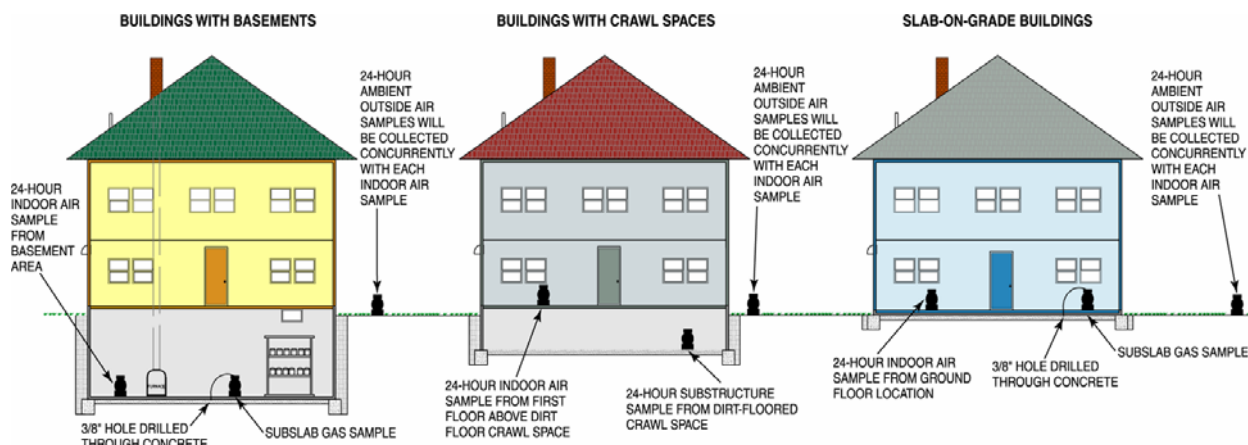 BUILDINGS WITH BASEMENTS
24-HOUR
INDOOR AIR
SAMPLE
FROM
BASEMENT
AREA
24-HOUR
AMBIENT
OUTSIDE AIR
SAMPLES WILL
BE COLLECTED
CONCURRENTLY
WITH EACH
INDOOR AIR
SAMPLE
FURNACE
3/8" HOLE DRILLED
THROUGH CONCRETE
SUBSLAB GAS SAMPLE
BUILDINGS WITH CRAWL SPACES
24-HOUR
AMBIENT
OUTSIDE AIR
SAMPLES WILL
BE COLLECTED
CONCURRENTLY
WITH EACH
INDOOR AIR
SAMPLE
24-HOUR INDOOR AIR
SAMPLE FROM FIRST
FLOOR ABOVE DIRT
FLOOR CRAWL SPACE
24-HOUR SUBSTRUCTURE
SAMPLE FROM DIRT-FLOORED
CRAWL SPACE
SLAB-ON-GRADE BUILDINGS
24-HOUR
AMBIENT
OUTSIDE AIR
SAMPLES WILL
BE COLLECTED
CONCURRENTLY
WITH EACH
INDOOR AIR
SAMPLE
24-HOUR INDOOR AIR
SAMPLE FROM GROUND
FLOOR LOCATION
3/8" HOLE DRILLED
THROUGH CONCRETE
SUBSLAB GAS SAMPLE